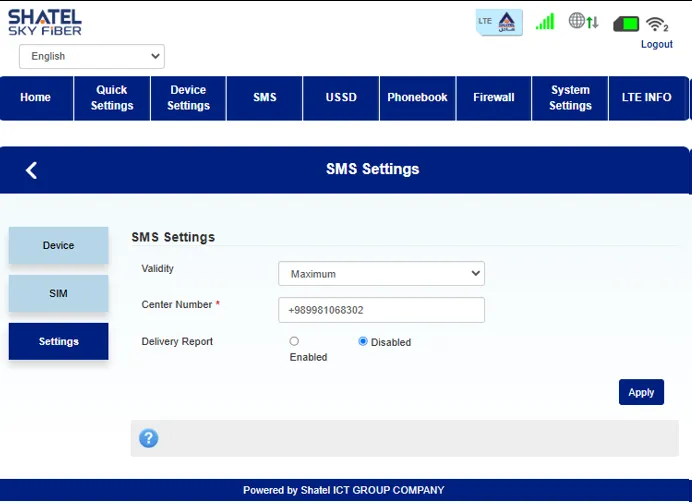 SHATEL
SKY FiBER
LTE
2
Logout
English
Home
Quick Settings
Device Settings
SMS
USSD
Phonebook
Firewall
System Settings
LTE INFO
SMS Settings
Device
SIM
Settings
SMS Settings
Validity
Maximum
Center Number *
+989981068302
Delivery Report
Enabled
Disabled
Apply
?
Powered by Shatel ICT GROUP COMPANY